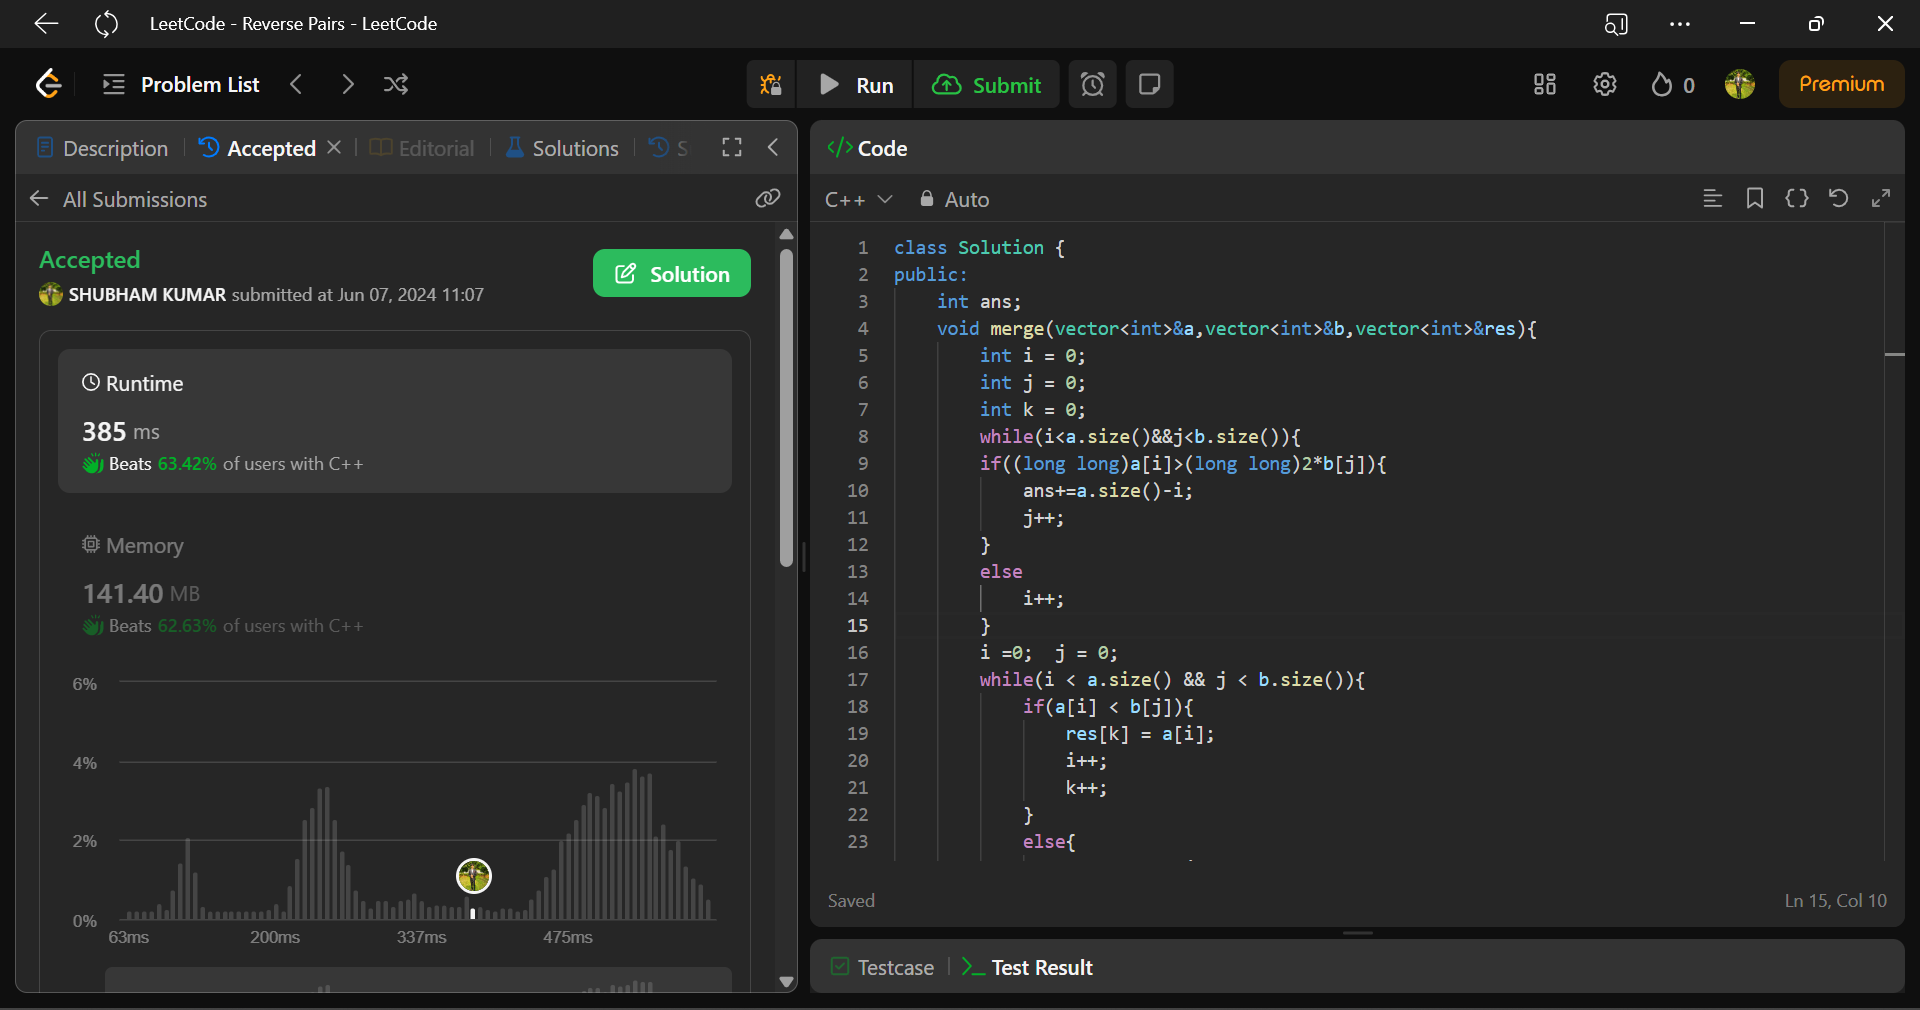 LeetCode - Reverse Pairs - LeetCode
Problem List
Run
Submit
0
Premium
Description
Accepted
Editorial
Solutions
S
All Submissions
Accepted
SHUBHAM KUMAR submitted at Jun 07, 2024 11:07
Solution
Runtime
385 ms
Beats 63.42% of users with C++
Memory
141.40 MB
Beats 62.63% of users with C++
6%
4%
2%
0%
63ms 200ms 337ms 475ms
</> Code
C++ Auto
1 class Solution {
2 public:
3 int ans;
4 void merge(vector<int>&a,vector<int>&b,vector<int>&res){
5 int i = 0;
6 int j = 0;
7 int k = 0;
8 while(i<a.size()&&j<b.size()){
9 if((long long)a[i]>(long long)2*b[j]){
10 ans+=a.size()-i;
11 j++;
12 }
13 else
14 i++;
15 }
16 i =0; j = 0;
17 while(i < a.size() && j < b.size()){
18 if(a[i] < b[j]){
19 res[k] = a[i];
20 i++;
21 k++;
22 }
23 else{
Saved
Ln 15, Col 10
Testcase
Test Result